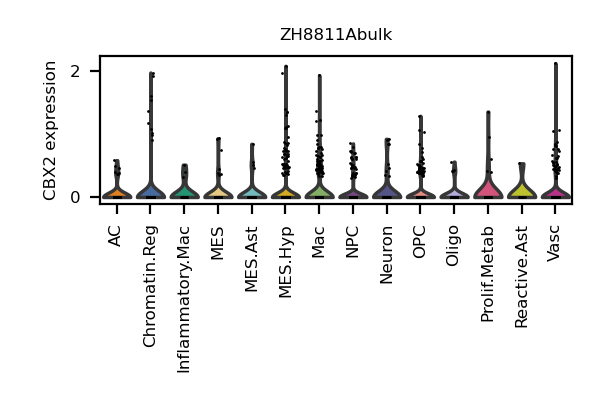 ZH8811Abulk
CBX2 expression
2
0
AC
Chromatin.Reg
Inflammatory.Mac
MES
MES.Ast
MES.Hyp
Mac
NPC
Neuron
OPC
Oligo
Prolif.Metab
Reactive.Ast
Vasc